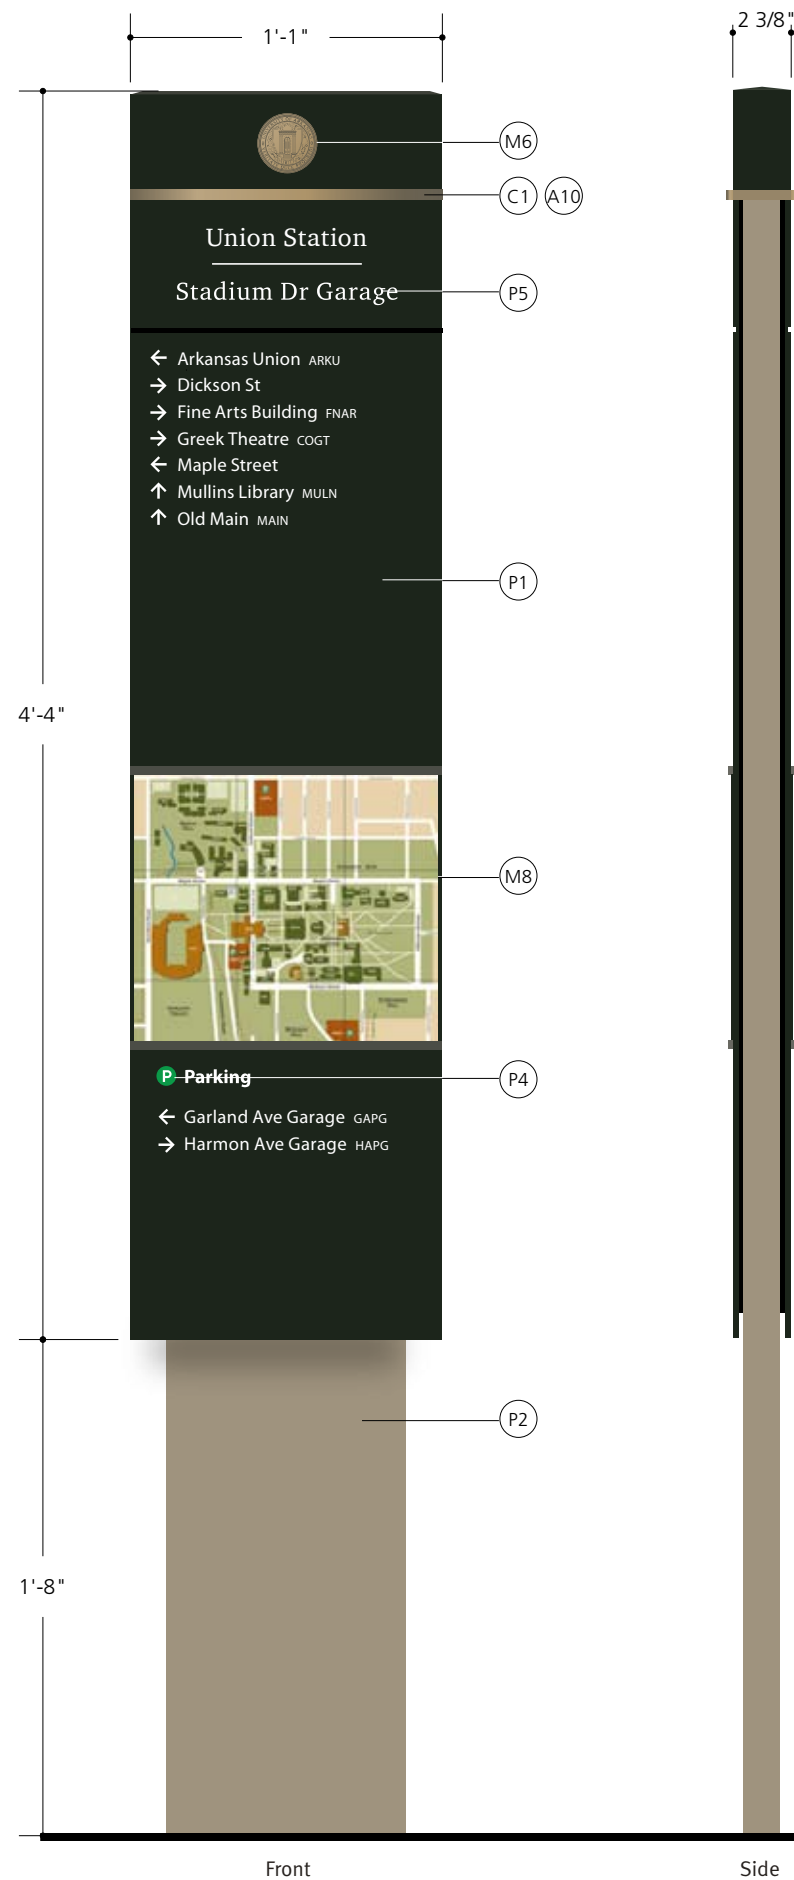 1'-1"
2 3/8"
M6
C1 A10
Union Station
Stadium Dr Garage
P5
← Arkansas Union ARKU
→ Dickson St
→ Fine Arts Building FNAR
→ Greek Theatre COGT
← Maple Street
↑ Mullins Library MULN
↑ Old Main MAIN
P1
4'-4"
M8
P Parking
P4
← Garland Ave Garage GAPG
→ Harmon Ave Garage HAPG
P2
1'-8"
Front
Side